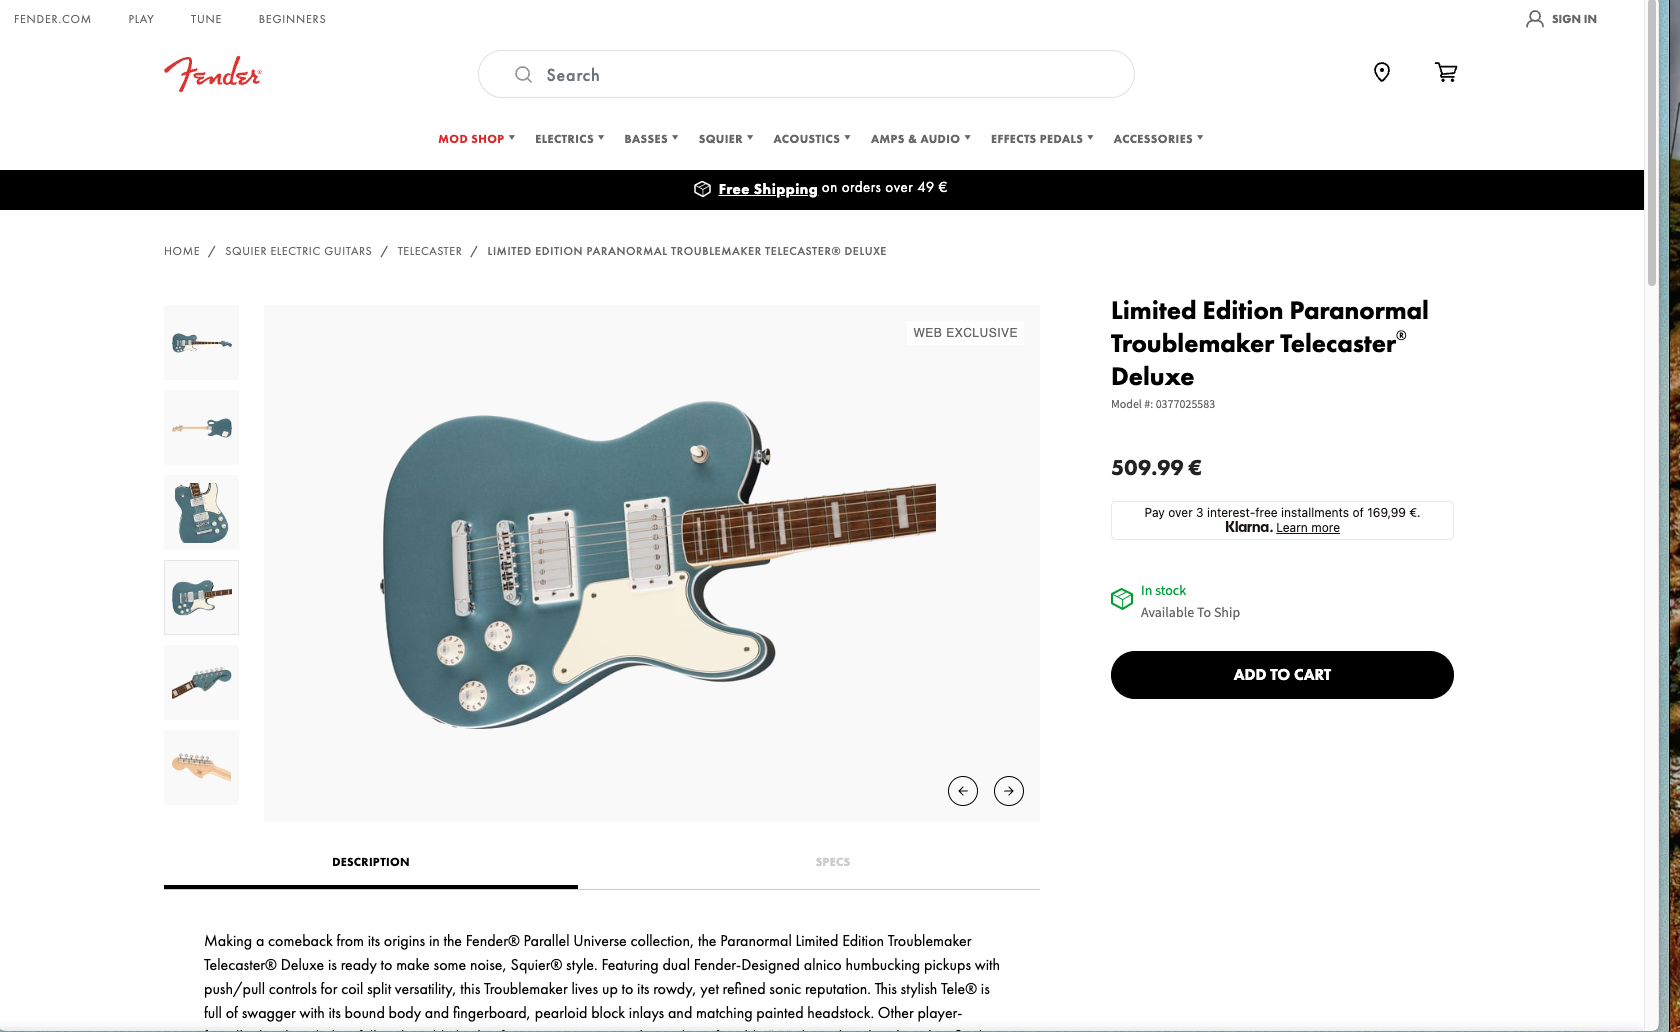 FENDER.COM PLAY TUNE BEGINNERS SIGN IN
Fender®
Search
MOD SHOP ELECTRICS BASSES SQUIER ACOUSTICS AMPS & AUDIO EFFECTS PEDALS ACCESSORIES
Free Shipping on orders over 49 €
HOME / SQUIER ELECTRIC GUITARS / TELECASTER / LIMITED EDITION PARANORMAL TROUBLEMAKER TELECASTER® DELUXE
WEB EXCLUSIVE
Limited Edition Paranormal
Troublemaker Telecaster®
Deluxe
Model #: 0377025583
509.99 €
Pay over 3 interest-free installments of 169,99 €.
Klarna. Learn more
In stock
Available To Ship
ADD TO CART
DESCRIPTION SPECS
Making a comeback from its origins in the Fender® Parallel Universe collection, the Paranormal Limited Edition Troublemaker
Telecaster® Deluxe is ready to make some noise, Squier® style. Featuring dual Fender-Designed alnico humbucking pickups with
push/pull controls for coil split versatility, this Troublemaker lives up to its rowdy, yet refined sonic reputation. This stylish Tele® is
full of swagger with its bound body and fingerboard, pearloid block inlays and matching painted headstock. Other player-